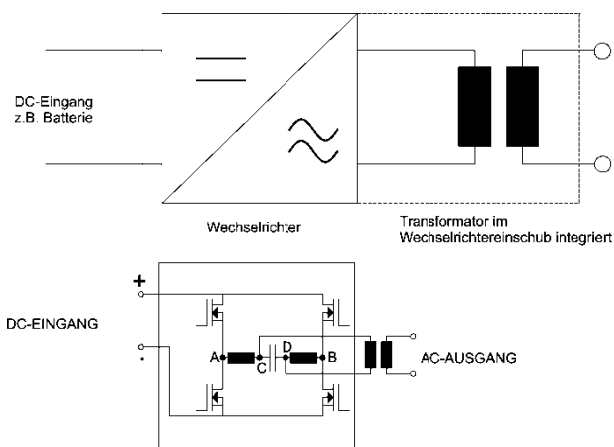 DC-Eingang
z.B. Batterie
Wechselrichter
Transformator im
Wechselrichtereinschub integriert
+
DC-EINGANG
-
A
C
D
B
AC-AUSGANG